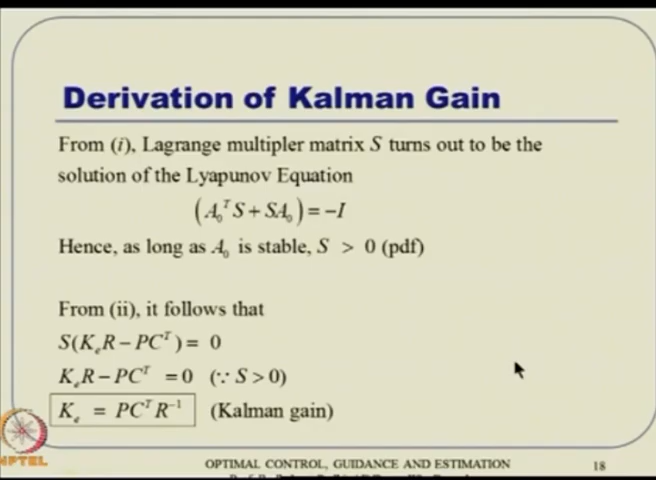 Derivation of Kalman Gain
From (i), Lagrange multipler matrix S turns out to be the
solution of the Lyapunov Equation
(A₀ᵀS + SA₀) = −I
Hence, as long as A₀ is stable, S > 0 (pdf)
From (ii), it follows that
S(KₑR − PCᵀ) = 0
KₑR − PCᵀ = 0 (∵ S > 0)
Kₑ = PCᵀR⁻¹ (Kalman gain)
NPTEL
OPTIMAL CONTROL, GUIDANCE AND ESTIMATION
18